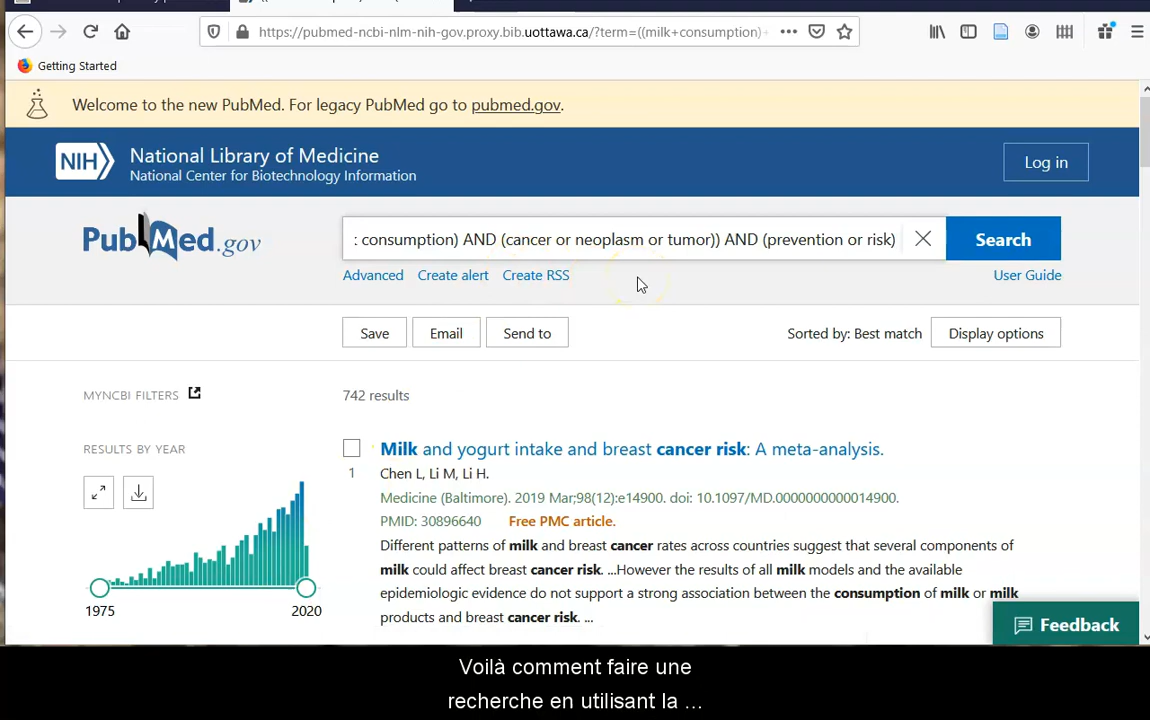 https://pubmed-ncbi-nlm-nih-gov.proxy.bib.uottawa.ca/?term=((milk+consumption)+
Getting Started
Welcome to the new PubMed. For legacy PubMed go to pubmed.gov.
NIH
National Library of Medicine
National Center for Biotechnology Information
Log in
PubMed.gov
: consumption) AND (cancer or neoplasm or tumor)) AND (prevention or risk)
Search
Advanced
Create alert
Create RSS
User Guide
Save
Email
Send to
Sorted by: Best match
Display options
MYNCBI FILTERS
742 results
RESULTS BY YEAR
1975
2020
Milk and yogurt intake and breast cancer risk: A meta-analysis.
1
Chen L, Li M, Li H.
Medicine (Baltimore). 2019 Mar;98(12):e14900. doi: 10.1097/MD.0000000000014900.
PMID: 30896640 Free PMC article.
Different patterns of milk and breast cancer rates across countries suggest that several components of
milk could affect breast cancer risk. ...However the results of all milk models and the available
epidemiologic evidence do not support a strong association between the consumption of milk or milk
products and breast cancer risk. ...
Feedback
Voilà comment faire une
recherche en utilisant la ...